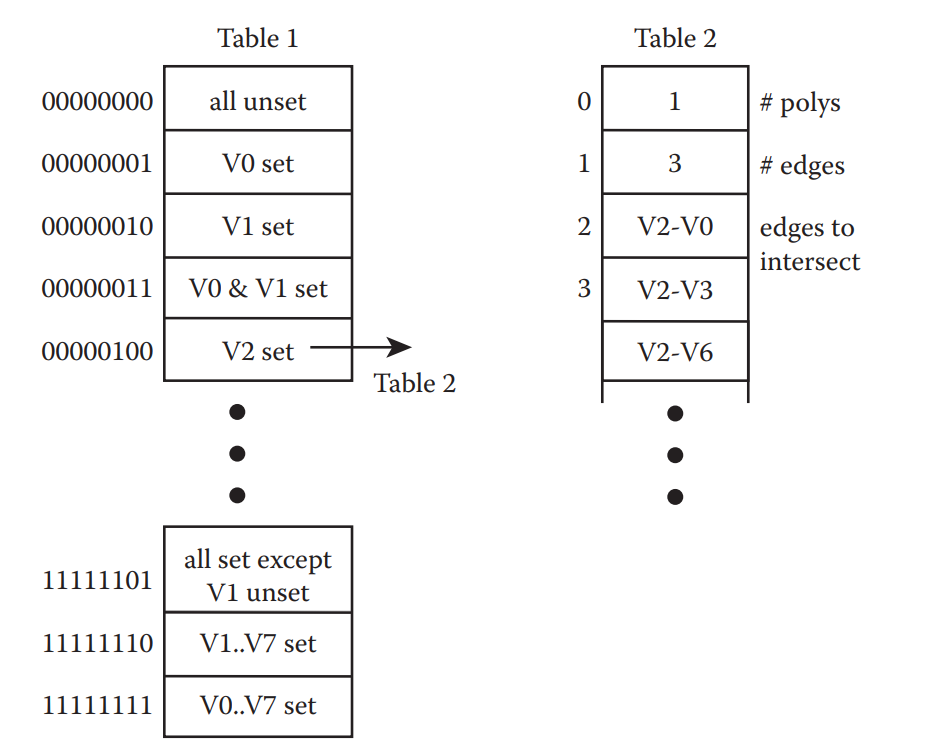 Table 1
00000000 all unset
00000001 V0 set
00000010 V1 set
00000011 V0 & V1 set
00000100 V2 set
Table 2
11111101 all set except
V1 unset
11111110 V1..V7 set
11111111 V0..V7 set
Table 2
0 1 # polys
1 3 # edges
2 V2-V0 edges to
intersect
3 V2-V3
V2-V6